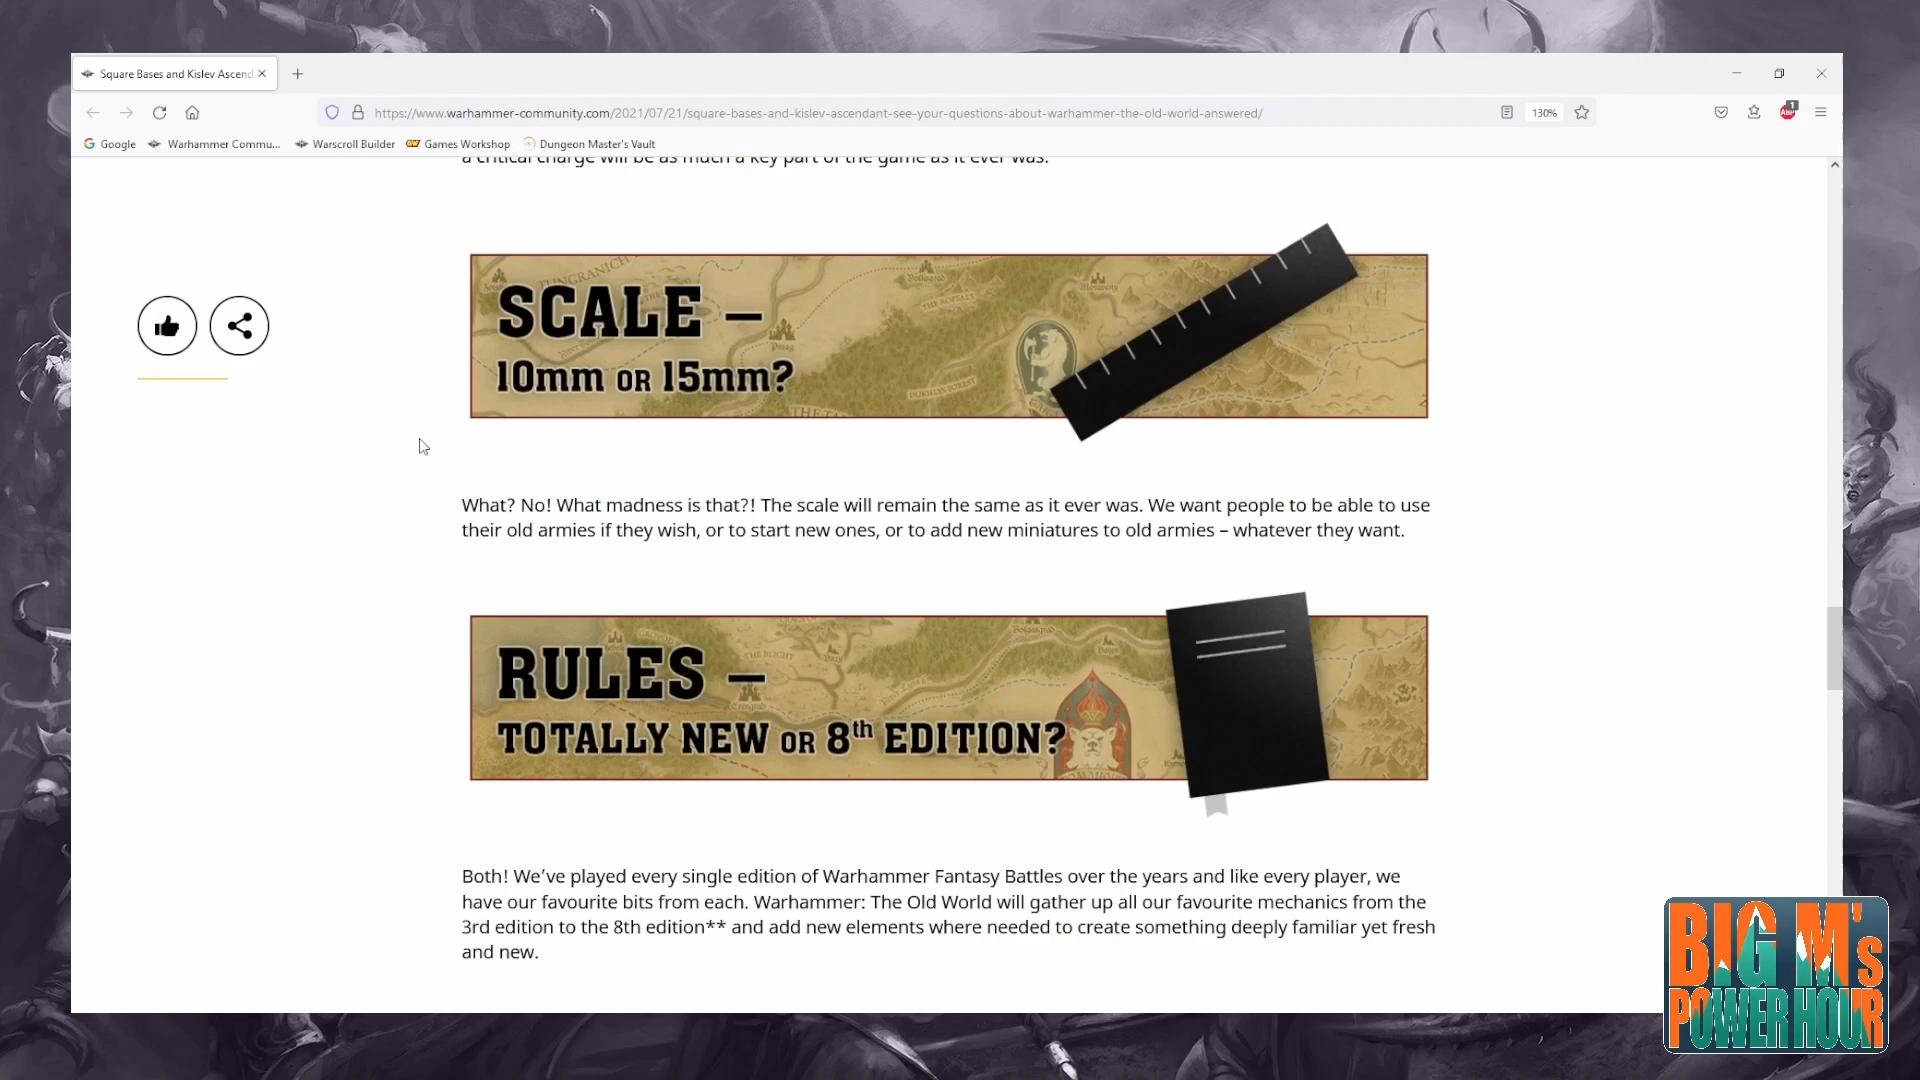 Square Bases and Kislev Ascend
https://www.warhammer-community.com/2021/07/21/square-bases-and-kislev-ascendant-see-your-questions-about-warhammer-the-old-world-answered/
130%
1
Google
Warhammer Commu...
Warscroll Builder
Games Workshop
Dungeon Master's Vault
a critical charge will be as much a key part of the game as it ever was.
SCALE –
10mm OR 15mm?
THE ROPSALS
DUKHLYS FOREST
Praag
What? No! What madness is that?! The scale will remain the same as it ever was. We want people to be able to use
their old armies if they wish, or to start new ones, or to add new miniatures to old armies – whatever they want.
RULES –
TOTALLY NEW OR 8th EDITION?
THE BLIGHT
Both! We’ve played every single edition of Warhammer Fantasy Battles over the years and like every player, we
have our favourite bits from each. Warhammer: The Old World will gather up all our favourite mechanics from the
3rd edition to the 8th edition** and add new elements where needed to create something deeply familiar yet fresh
and new.
BIG M's
POWER HOUR